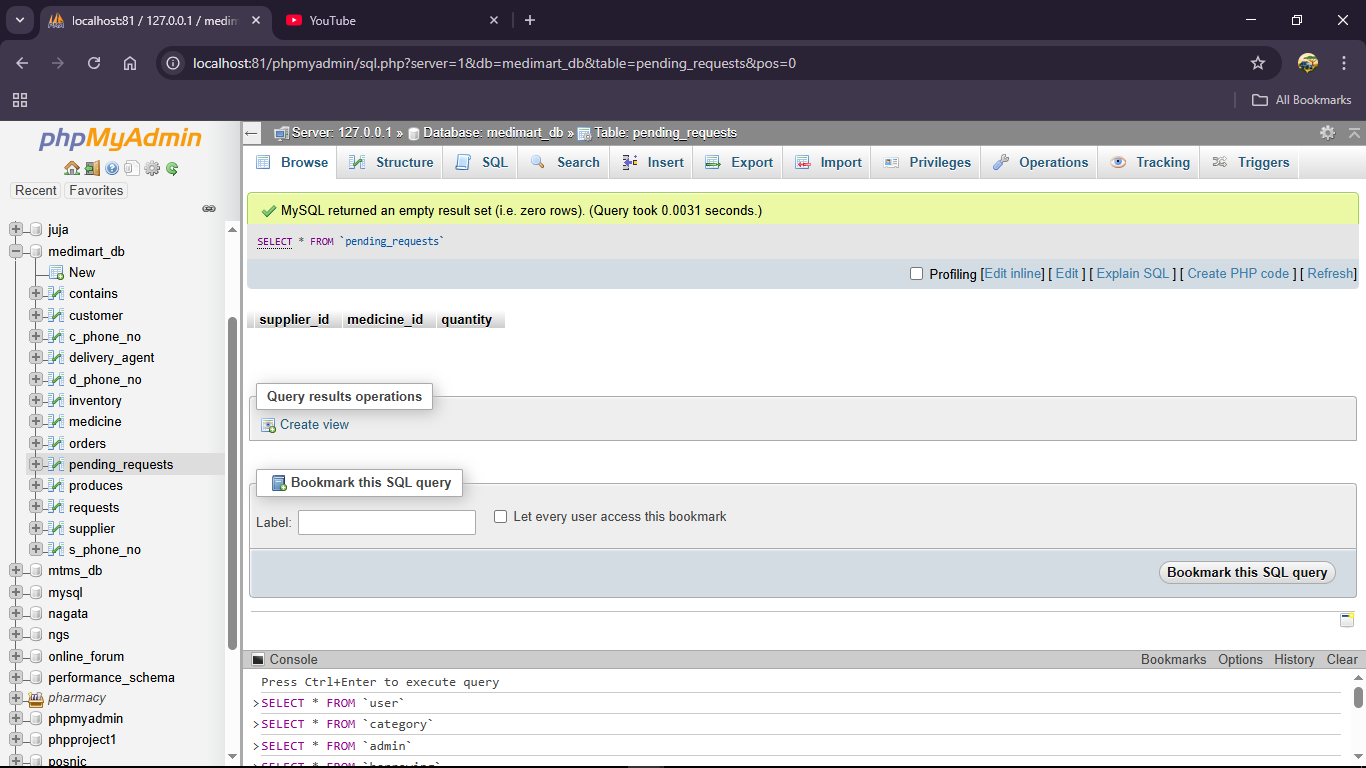 localhost:81 / 127.0.0.1 / medim
YouTube
localhost:81/phpmyadmin/sql.php?server=1&db=medimart_db&table=pending_requests&pos=0
All Bookmarks
phpMyAdmin
Recent
Favorites
juja
medimart_db
New
contains
customer
c_phone_no
delivery_agent
d_phone_no
inventory
medicine
orders
pending_requests
produces
requests
supplier
s_phone_no
mtms_db
mysql
nagata
ngs
online_forum
performance_schema
pharmacy
phpmyadmin
phpproject1
posnic
Server: 127.0.0.1 » Database: medimart_db » Table: pending_requests
Browse Structure SQL Search Insert Export Import Privileges Operations Tracking Triggers
MySQL returned an empty result set (i.e. zero rows). (Query took 0.0031 seconds.)
SELECT * FROM `pending_requests`
Profiling [Edit inline] [ Edit ] [ Explain SQL ] [ Create PHP code ] [ Refresh]
supplier_id medicine_id quantity
Query results operations
Create view
Bookmark this SQL query
Label: Let every user access this bookmark
Bookmark this SQL query
Console Bookmarks Options History Clear
Press Ctrl+Enter to execute query
>SELECT * FROM `user`
>SELECT * FROM `category`
>SELECT * FROM `admin`
>SELECT * FROM `borrowing`